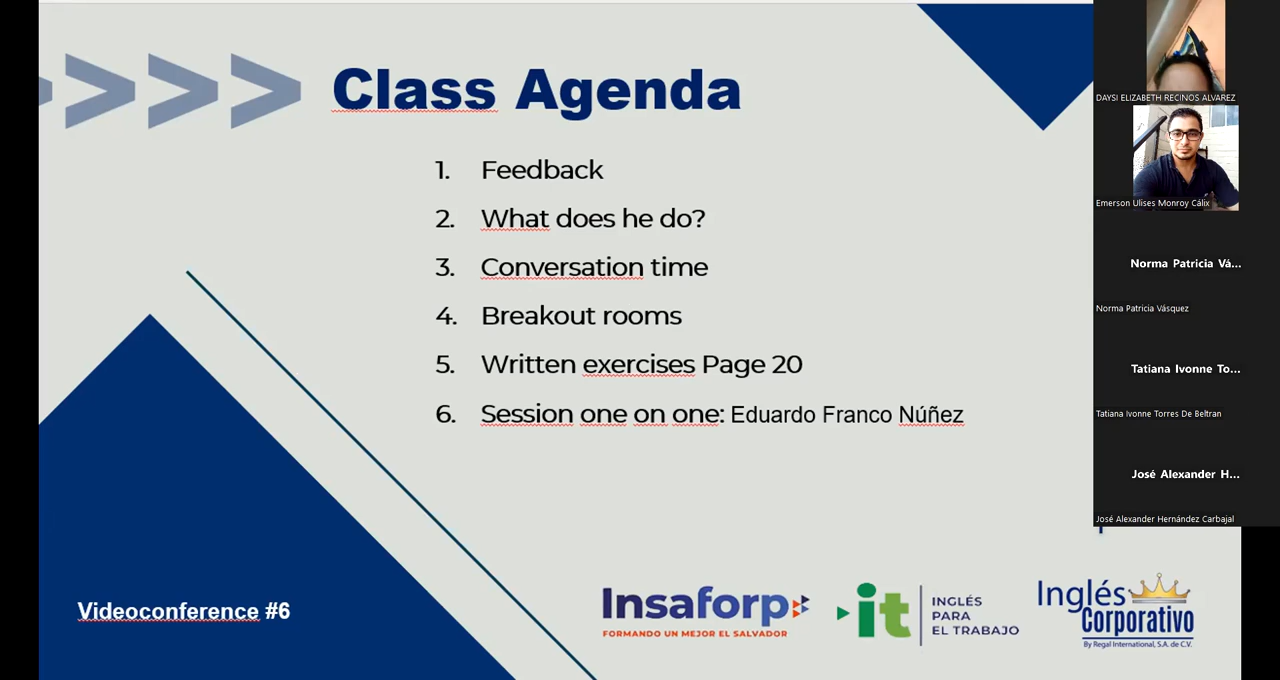 Class Agenda
1. Feedback
2. What does he do?
3. Conversation time
4. Breakout rooms
5. Written exercises Page 20
6. Session one on one: Eduardo Franco Núñez
Videoconference #6
Insaforp
FORMANDO UN MEJOR EL SALVADOR
it
INGLÉS
PARA
EL TRABAJO
Inglés
Corporativo
By Regal International, S.A. de C.V.
DAYSI ELIZABETH RECINOS ALVAREZ
Emerson Ulises Monroy Cálix
Norma Patricia Vá...
Norma Patricia Vásquez
Tatiana Ivonne To...
Tatiana Ivonne Torres De Beltran
José Alexander H...
José Alexander Hernández Carbajal